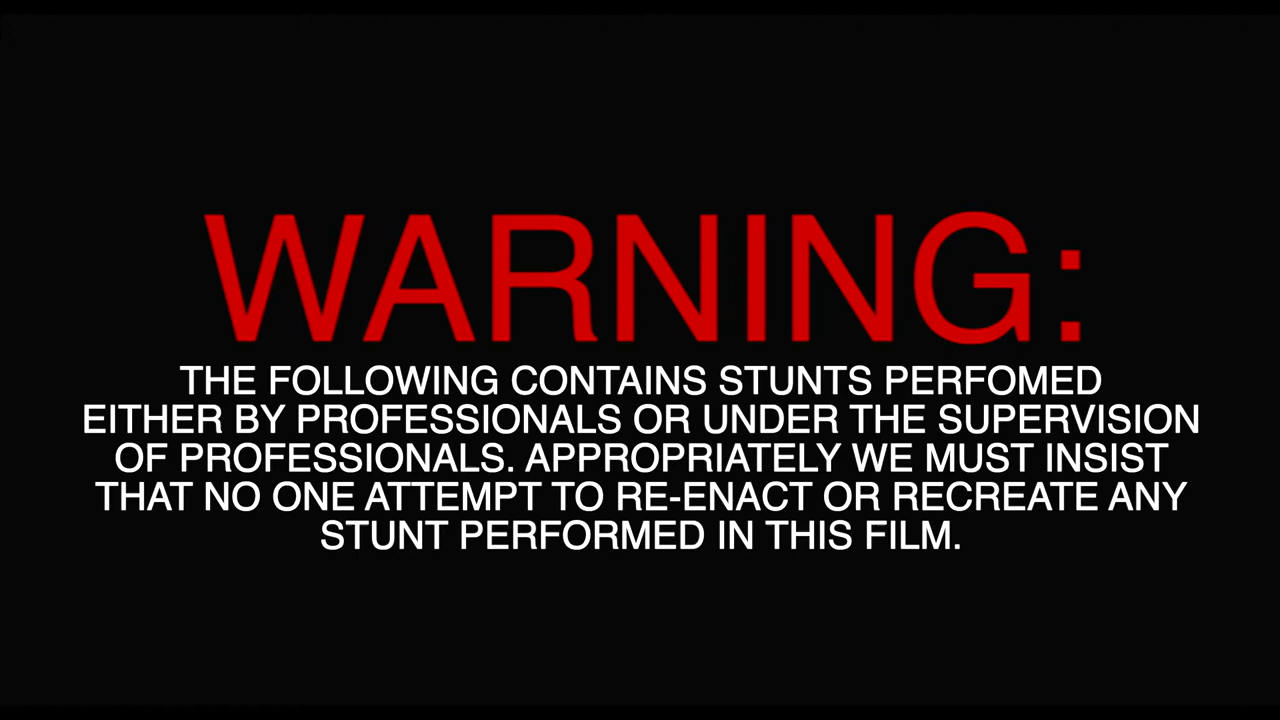 WARNING:
THE FOLLOWING CONTAINS STUNTS PERFOMED
EITHER BY PROFESSIONALS OR UNDER THE SUPERVISION
OF PROFESSIONALS. APPROPRIATELY WE MUST INSIST
THAT NO ONE ATTEMPT TO RE-ENACT OR RECREATE ANY
STUNT PERFORMED IN THIS FILM.